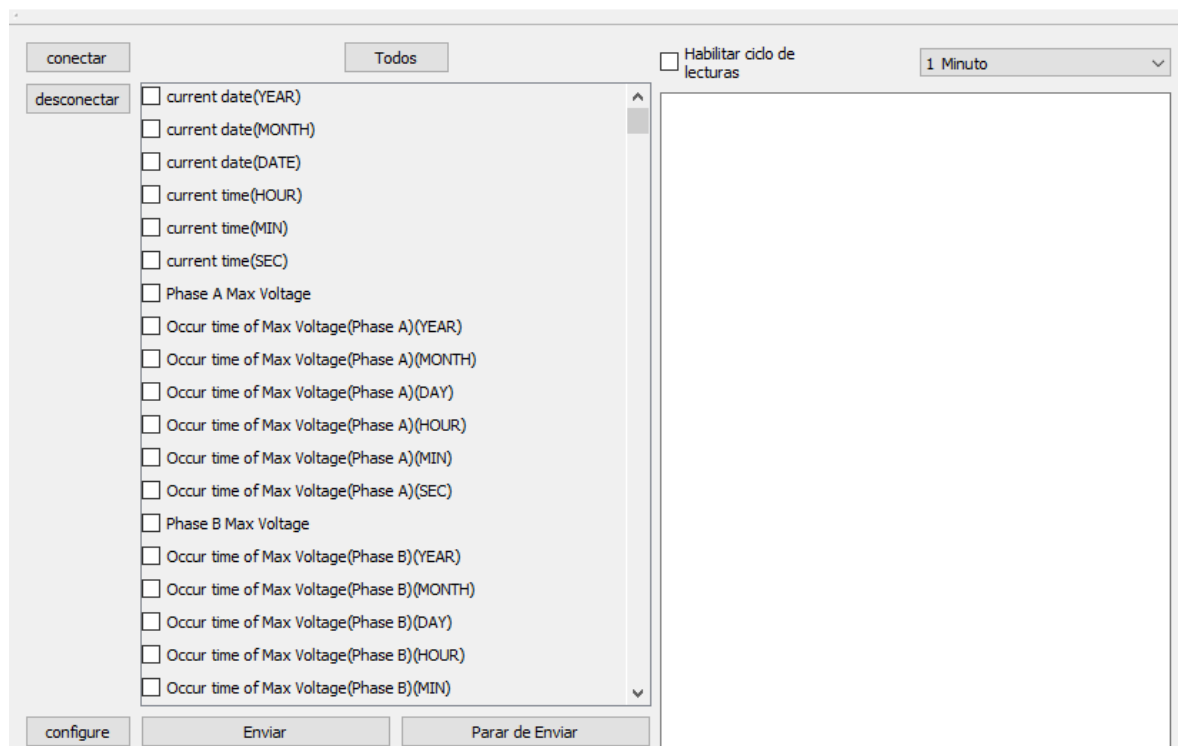 conectar
Todos
Habilitar ciclo de
lecturas
1 Minuto
desconectar
current date(YEAR)
current date(MONTH)
current date(DATE)
current time(HOUR)
current time(MIN)
current time(SEC)
Phase A Max Voltage
Occur time of Max Voltage(Phase A)(YEAR)
Occur time of Max Voltage(Phase A)(MONTH)
Occur time of Max Voltage(Phase A)(DAY)
Occur time of Max Voltage(Phase A)(HOUR)
Occur time of Max Voltage(Phase A)(MIN)
Occur time of Max Voltage(Phase A)(SEC)
Phase B Max Voltage
Occur time of Max Voltage(Phase B)(YEAR)
Occur time of Max Voltage(Phase B)(MONTH)
Occur time of Max Voltage(Phase B)(DAY)
Occur time of Max Voltage(Phase B)(HOUR)
Occur time of Max Voltage(Phase B)(MIN)
configure
Enviar
Parar de Enviar